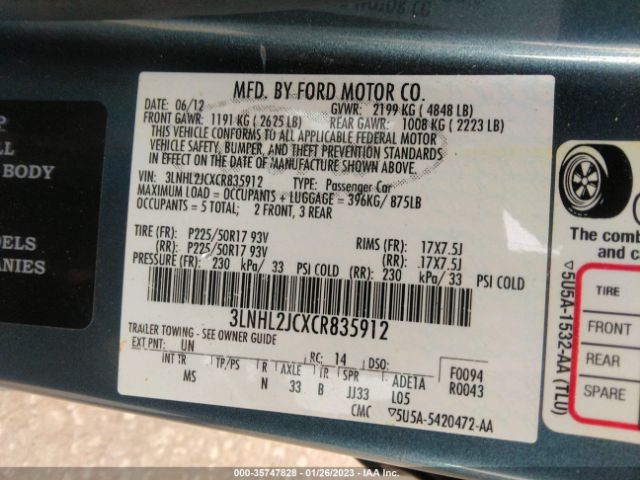 MFD. BY FORD MOTOR CO.
DATE: 06/12 GVWR: 2199 KG ( 4848 LB)
FRONT GAWR: 1191 KG ( 2625 LB) REAR GAWR: 1008 KG ( 2223 LB)
THIS VEHICLE CONFORMS TO ALL APPLICABLE FEDERAL MOTOR
VEHICLE SAFETY, BUMPER, AND THEFT PREVENTION STANDARDS
IN EFFECT ON THE DATE OF MANUFACTURE SHOWN ABOVE.
VIN: 3LNHL2JCXCR835912 TYPE: Passenger Car
MAXIMUM LOAD = OCCUPANTS + LUGGAGE = 396KG/ 875LB
OCCUPANTS = 5 TOTAL; 2 FRONT, 3 REAR
TIRE (FR): P225/50R17 93V RIMS (FR): 17X7.5J
(RR): P225/50R17 93V (RR): .17X7.5J
PRESSURE (FR): 230 kPa/ 33 PSI COLD (RR): 230 kPa/ 33 PSI COLD
3LNHL2JCXCR835912
TRAILER TOWING - SEE OWNER GUIDE
EXT PNT: UN RC: 14 DSO:
INT TR TP/PS R AXLE TR SPR ADETA F0094
MS N 33 B JJ33 L05 R0043
CMC ▽5U5A-5420472-AA
BODY
DELS
ANIES
▽5U5A-1532-AA (TLU)
The comb
and c
TIRE
FRONT
REAR
SPARE
000-35747828 - 01/26/2023 - IAA Inc.